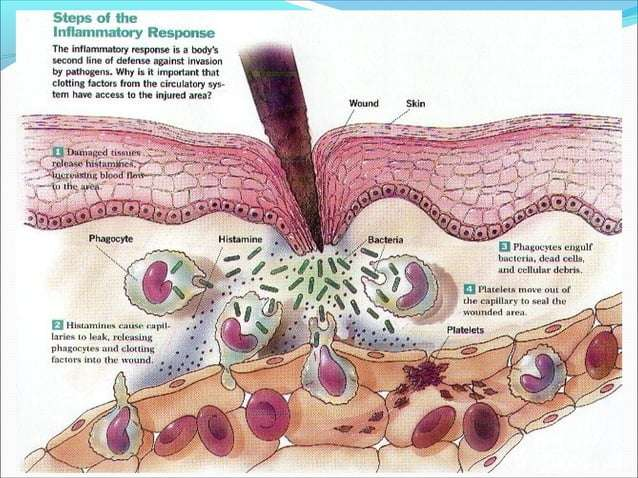 Steps of the
Inflammatory Response
The inflammatory response is a body's
second line of defense against invasion
by pathogens. Why is it important that
clotting factors from the circulatory sys-
tem have access to the injured area?
Wound
Skin
1 Damaged tissues
release histamines,
increasing blood flow
to the area.
Phagocyte
Histamine
Bacteria
3 Phagocytes engulf
bacteria, dead cells,
and cellular debris.
4 Platelets move out of
the capillary to seal the
wounded area.
2 Histamines cause capil-
laries to leak, releasing
phagocytes and clotting
factors into the wound.
Platelets